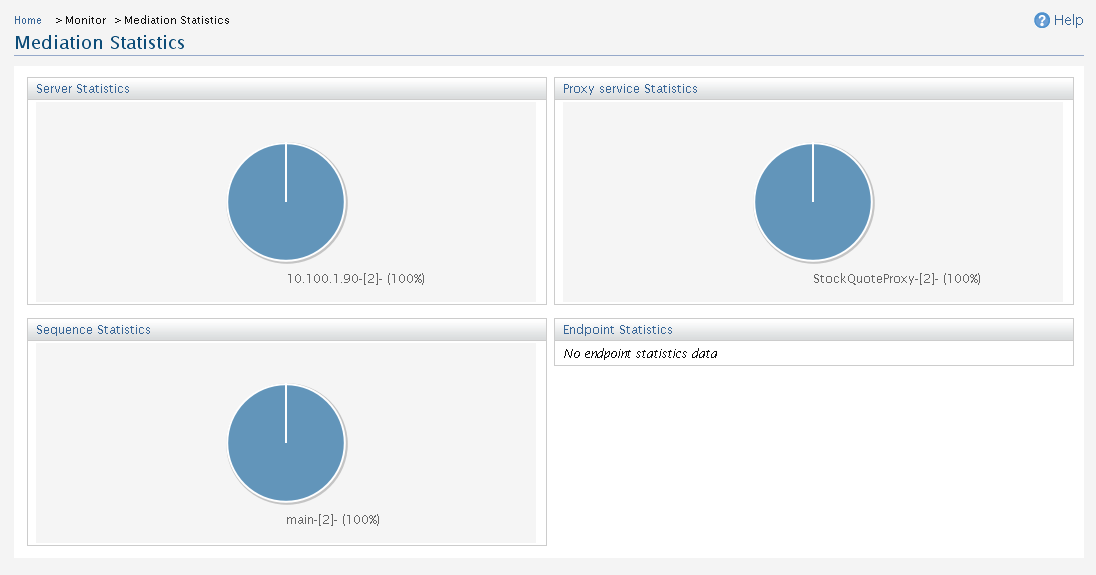 Home > Monitor > Mediation Statistics
? Help
Mediation Statistics
Server Statistics
10.100.1.90-[2]- (100%)
Proxy service Statistics
StockQuoteProxy-[2]- (100%)
Sequence Statistics
main-[2]- (100%)
Endpoint Statistics
No endpoint statistics data